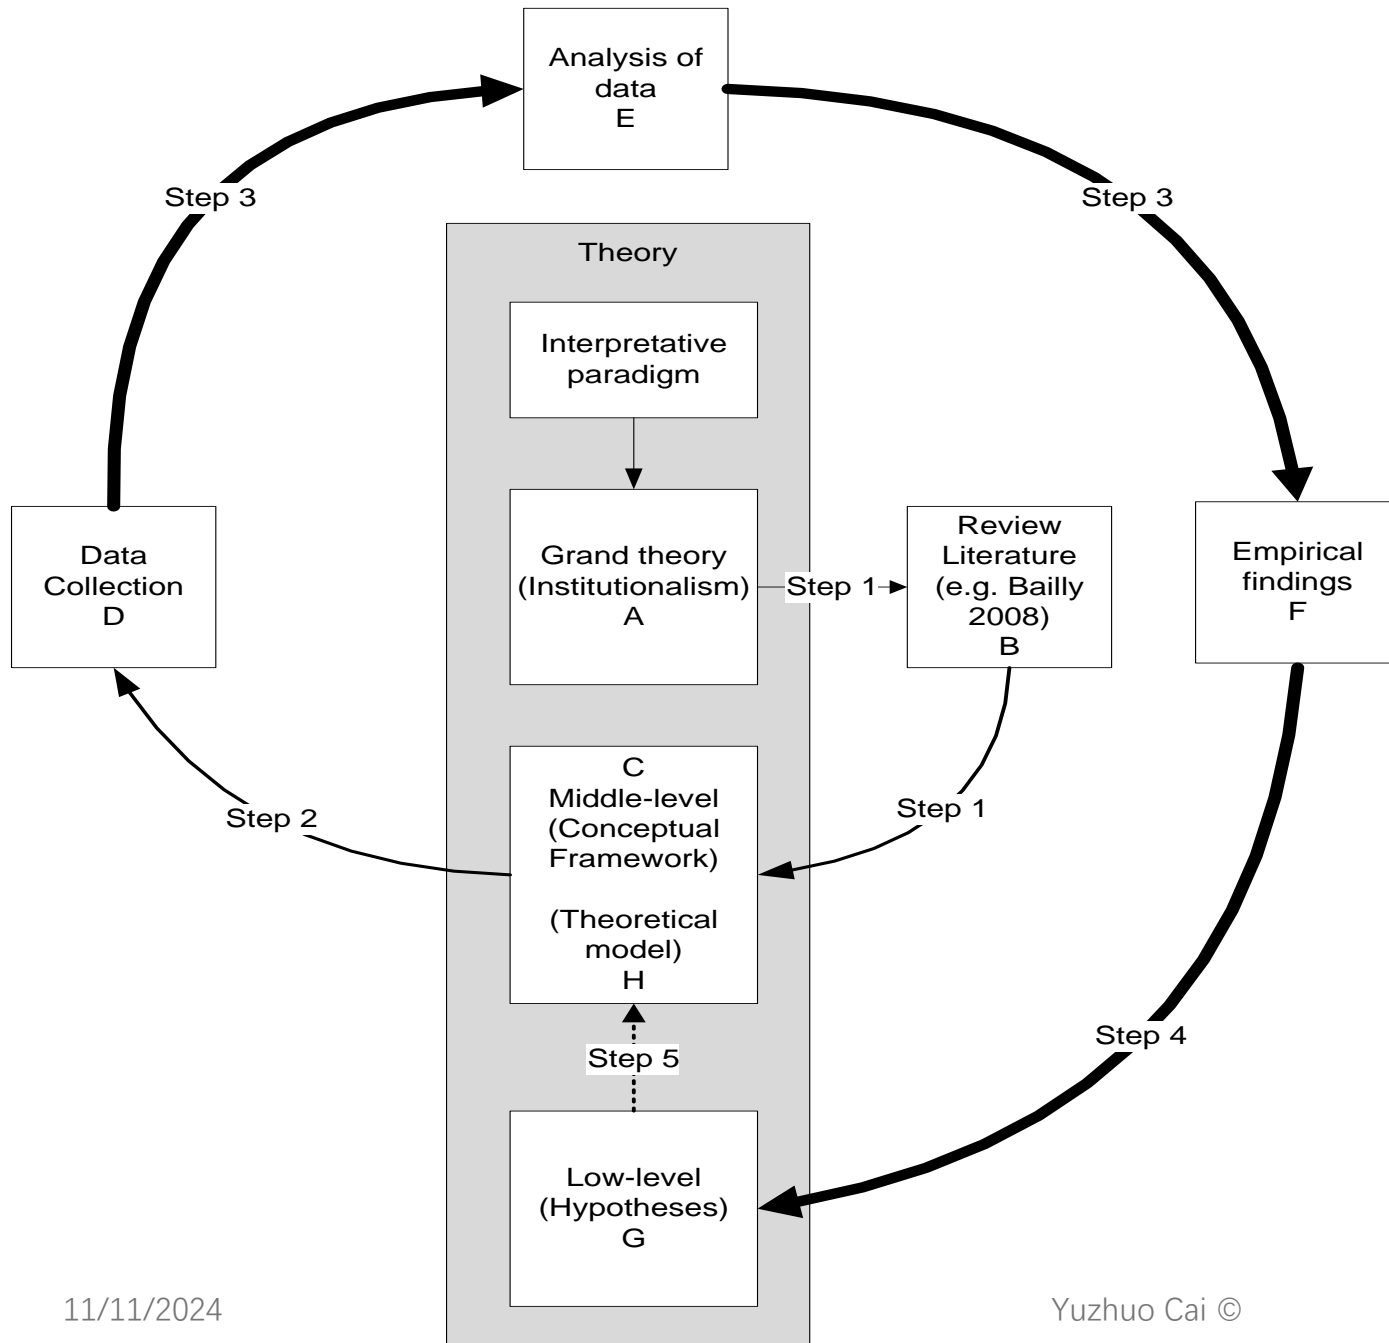 Analysis of
data
E
Step 3
Step 3
Theory
Interpretative
paradigm
Data
Collection
D
Grand theory
(Institutionalism)
A
Step 1
Review
Literature
(e.g. Bailly
2008)
B
Empirical
findings
F
C
Middle-level
(Conceptual
Framework)
(Theoretical
model)
H
Step 2
Step 1
Step 5
Step 4
Low-level
(Hypotheses)
G
11/11/2024
Yuzhuo Cai ©